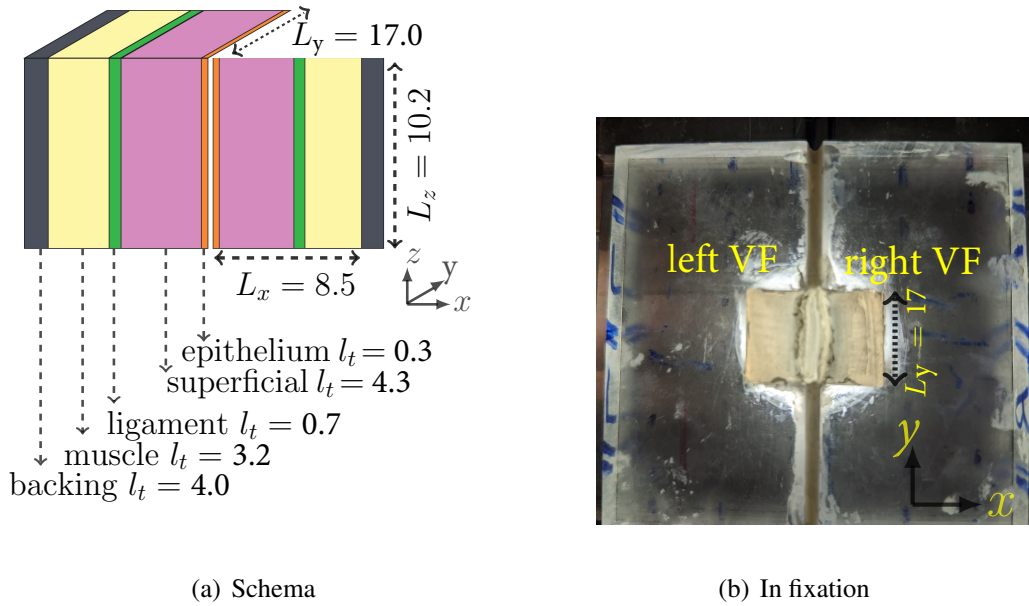 L_y = 17.0
L_z = 10.2
L_x = 8.5
z
y
x
epithelium l_t = 0.3
superficial l_t = 4.3
ligament l_t = 0.7
muscle l_t = 3.2
backing l_t = 4.0
(a) Schema
left VF
right VF
Ly = 17
y
x
(b) In fixation